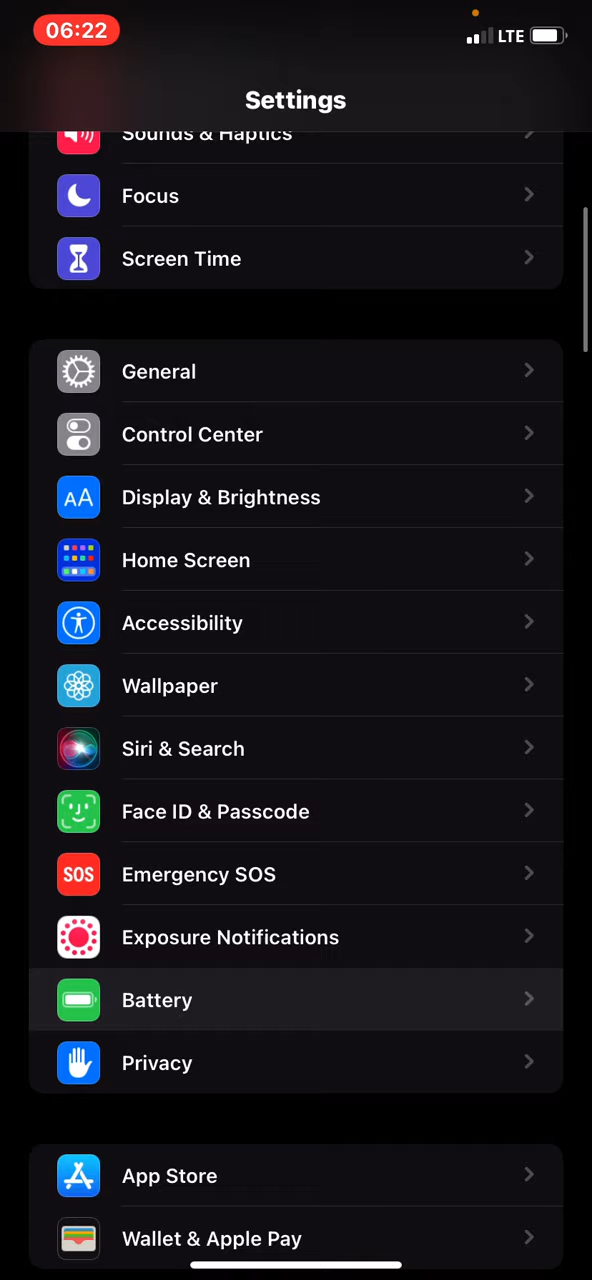 06:22
LTE
Settings
Sounds & Haptics
Focus
Screen Time
General
Control Center
AA Display & Brightness
Home Screen
Accessibility
Wallpaper
Siri & Search
Face ID & Passcode
SOS Emergency SOS
Exposure Notifications
Battery
Privacy
App Store
Wallet & Apple Pay